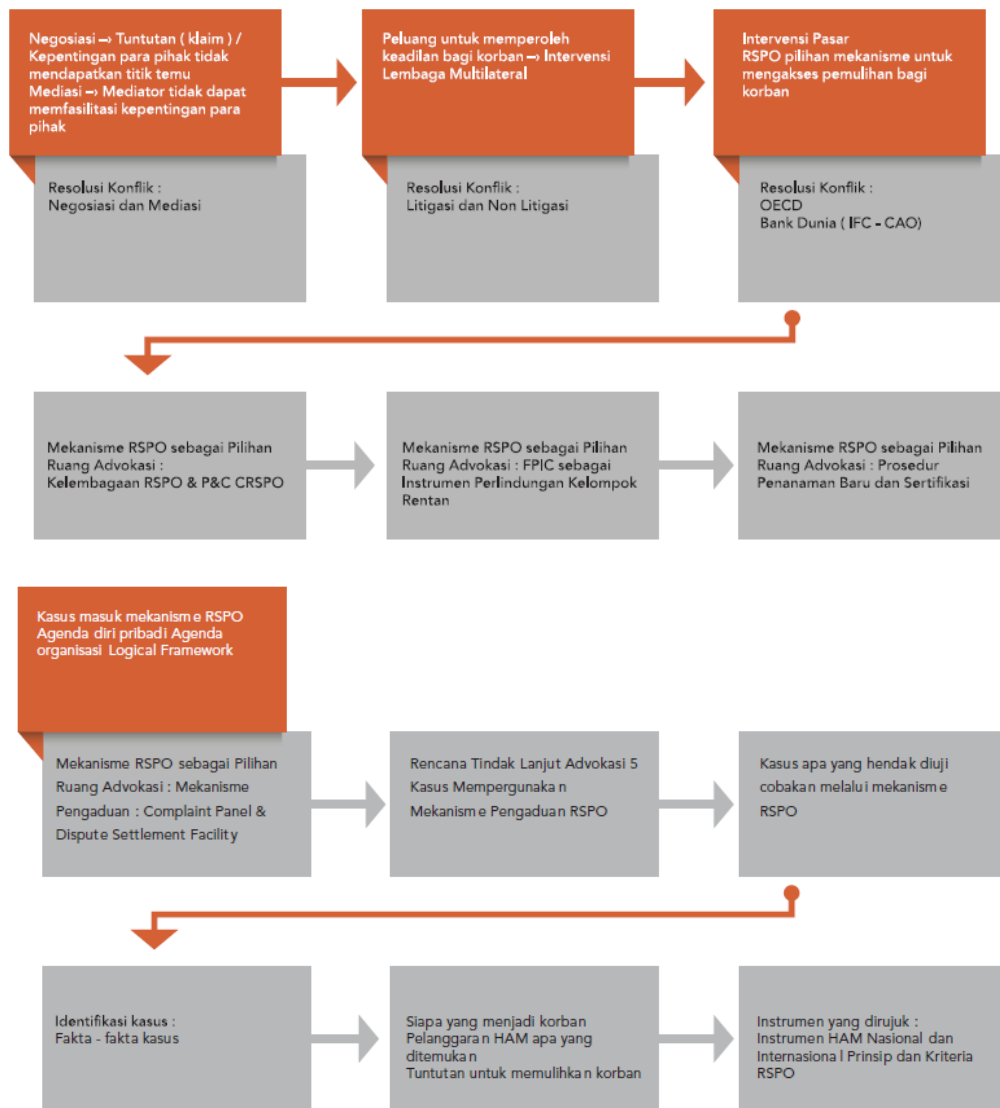 Negosiasi → Tuntutan ( klaim ) /
Kepentingan para pihak tidak
mendapatkan titik temu
Mediasi → Mediator tidak dapat
memfasilitasi kepentingan para
pihak
Peluang untuk memperoleh
keadilan bagi korban → Intervensi
Lembaga Multilateral
Intervensi Pasar
RSPO pilihan mekanisme untuk
mengakses pemulihan bagi
korban
Resolusi Konflik :
Negosiasi dan Mediasi
Resolusi Konflik :
Litigasi dan Non Litigasi
Resolusi Konflik :
OECD
Bank Dunia ( IFC - CAO)
Mekanisme RSPO sebagai Pilihan
Ruang Advokasi :
Kelembagaan RSPO & P&C CRSPO
Mekanisme RSPO sebagai Pilihan
Ruang Advokasi : FPIC sebagai
Instrumen Perlindungan Kelompok
Rentan
Mekanisme RSPO sebagai Pilihan
Ruang Advokasi : Prosedur
Penanaman Baru dan Sertifikasi
Kasus masuk mekanisme RSPO
Agenda diri pribadi Agenda
organisasi Logical Framework
Mekanisme RSPO sebagai Pilihan
Ruang Advokasi : Mekanisme
Pengaduan : Complaint Panel &
Dispute Settlement Facility
Rencana Tindak Lanjut Advokasi 5
Kasus Mempergunakan
Mekanisme Pengaduan RSPO
Kasus apa yang hendak diuji
cobakan melalui mekanisme
RSPO
Identifikasi kasus :
Fakta - fakta kasus
Siapa yang menjadi korban
Pelanggaran HAM apa yang
ditemukan
Tuntutan untuk memulihkan korban
Instrumen yang dirujuk :
Instrumen HAM Nasional dan
Internasional Prinsip dan Kriteria
RSPO